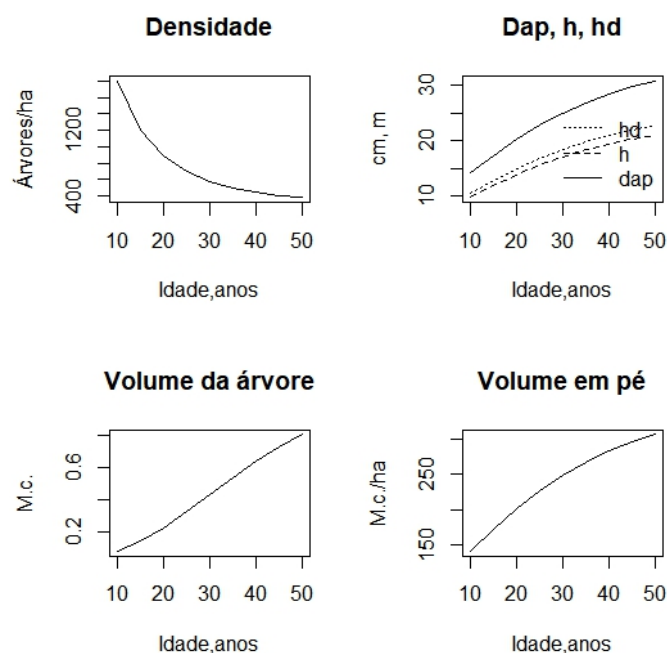 Densidade
Árvores/ha
400 1200
10 20 30 40 50
Idade,anos
Dap, h, hd
cm, m
10 20 30
hd
h
dap
10 20 30 40 50
Idade,anos
Volume da árvore
M.c.
0.2 0.6
10 20 30 40 50
Idade,anos
Volume em pé
M.c./ha
150 250
10 20 30 40 50
Idade,anos